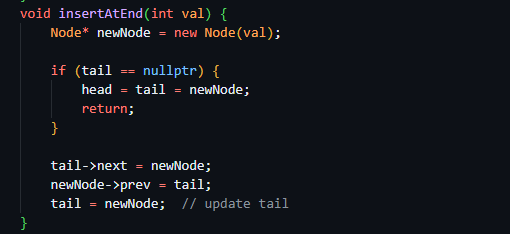 void insertAtEnd(int val) {
    Node* newNode = new Node(val);

    if (tail == nullptr) {
        head = tail = newNode;
        return;
    }

    tail->next = newNode;
    newNode->prev = tail;
    tail = newNode;  // update tail
}